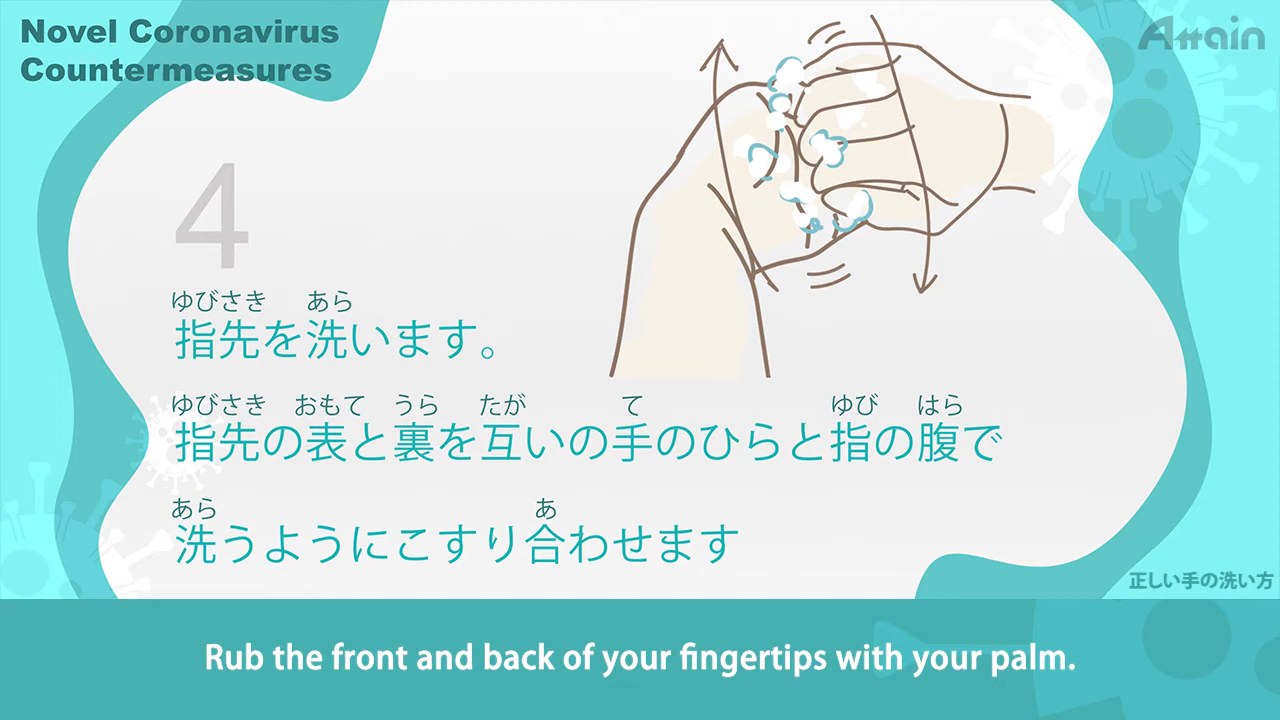 Novel Coronavirus
Countermeasures
Attain
4
ゆびさき あら
指先を洗います。
ゆびさき おもて うら たが て ゆび はら
指先の表と裏を互いの手のひらと指の腹で
あら あ
洗うようにこすり合わせます
正しい手の洗い方
Rub the front and back of your fingertips with your palm.